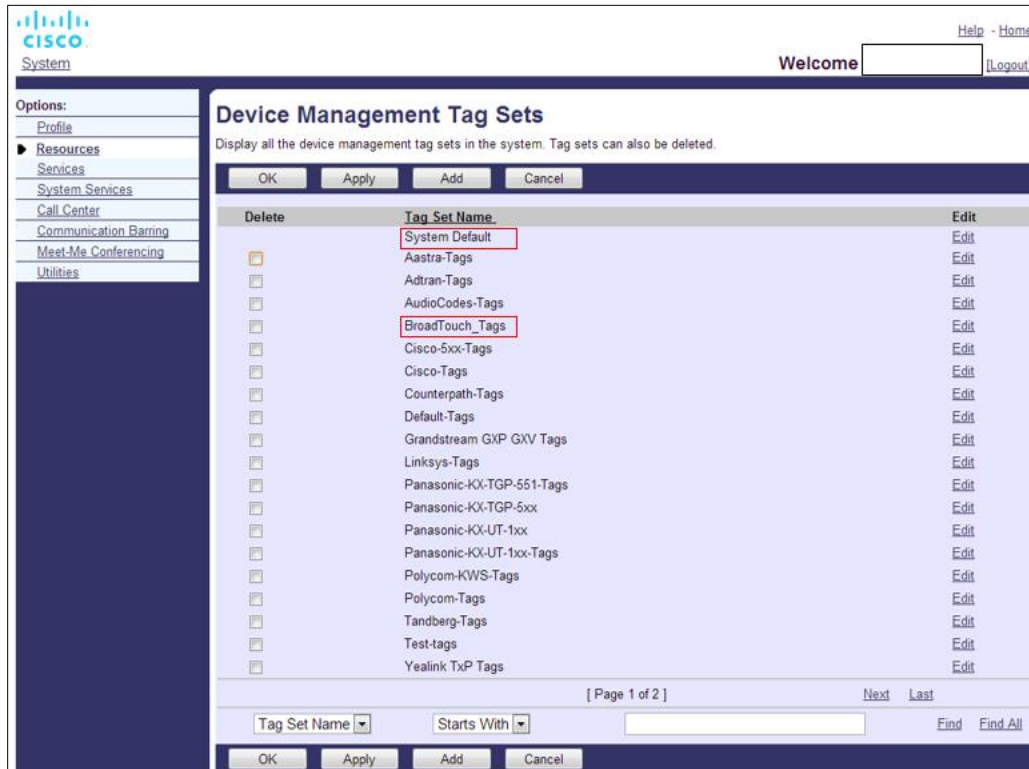 CISCO
Help - Home
System
Welcome [Logout]
Options:
Profile
Resources
Services
System Services
Call Center
Communication Barring
Meet-Me Conferencing
Utilities
Device Management Tag Sets
Display all the device management tag sets in the system. Tag sets can also be deleted.
OK Apply Add Cancel
Delete Tag Set Name Edit
System Default Edit
Aastra-Tags Edit
Adtran-Tags Edit
AudioCodes-Tags Edit
BroadTouch_Tags Edit
Cisco-5xx-Tags Edit
Cisco-Tags Edit
Counterpath-Tags Edit
Default-Tags Edit
Grandstream GXP GXV Tags Edit
Linksys-Tags Edit
Panasonic-KX-TGP-551-Tags Edit
Panasonic-KX-TGP-5xx Edit
Panasonic-KX-UT-1xx Edit
Panasonic-KX-UT-1xx-Tags Edit
Polycom-KWS-Tags Edit
Polycom-Tags Edit
Tandberg-Tags Edit
Test-tags Edit
Yealink TxP Tags Edit
[ Page 1 of 2 ] Next Last
Tag Set Name Starts With Find Find All
OK Apply Add Cancel